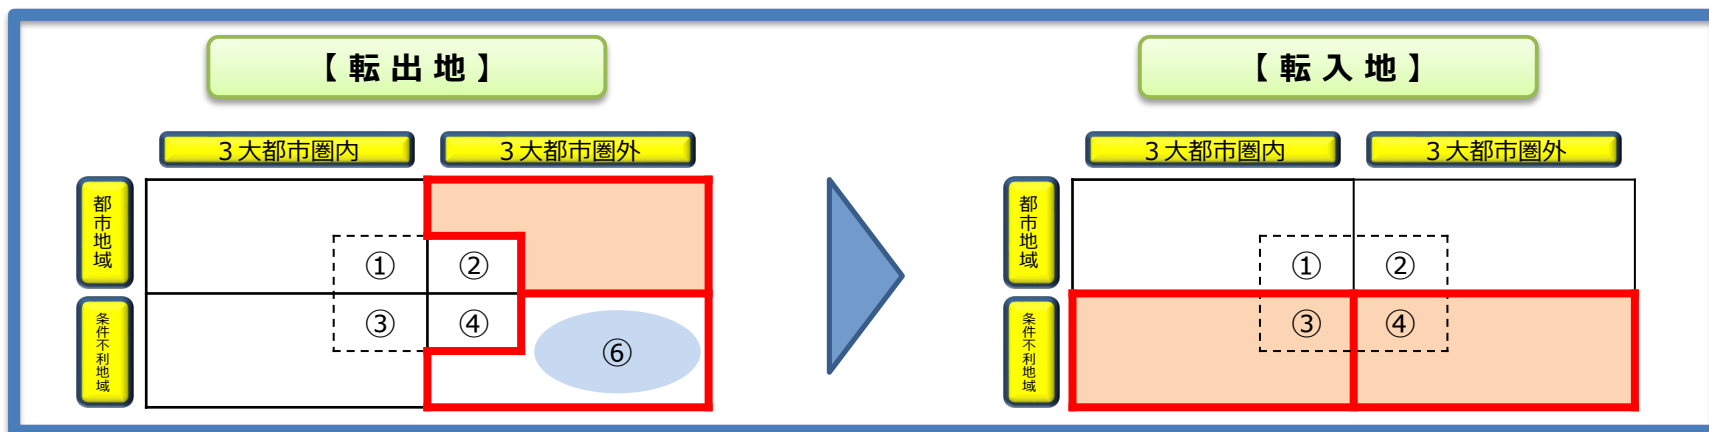 【転出地】
3大都市圏内
3大都市圏外
都市地域
①
②
条件不利地域
③
④
⑥
【転入地】
3大都市圏内
3大都市圏外
都市地域
①
②
条件不利地域
③
④